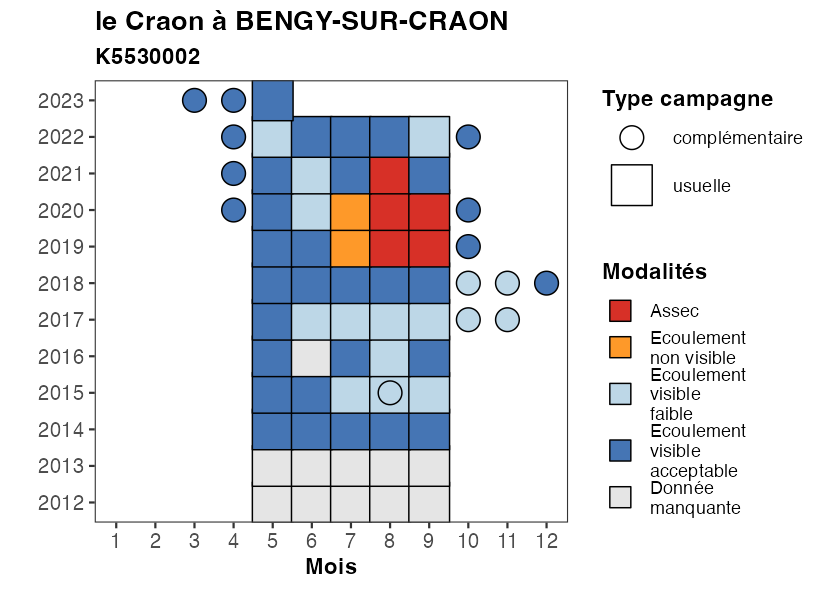 le Craon à BENGY-SUR-CRAON
K5530002
2023
2022
2021
2020
2019
2018
2017
2016
2015
2014
2013
2012
1 2 3 4 5 6 7 8 9 10 11 12
Mois
Type campagne
complémentaire
usuelle
Modalités
Assec
Ecoulement
non visible
Ecoulement
visible
faible
Ecoulement
visible
acceptable
Donnée
manquante